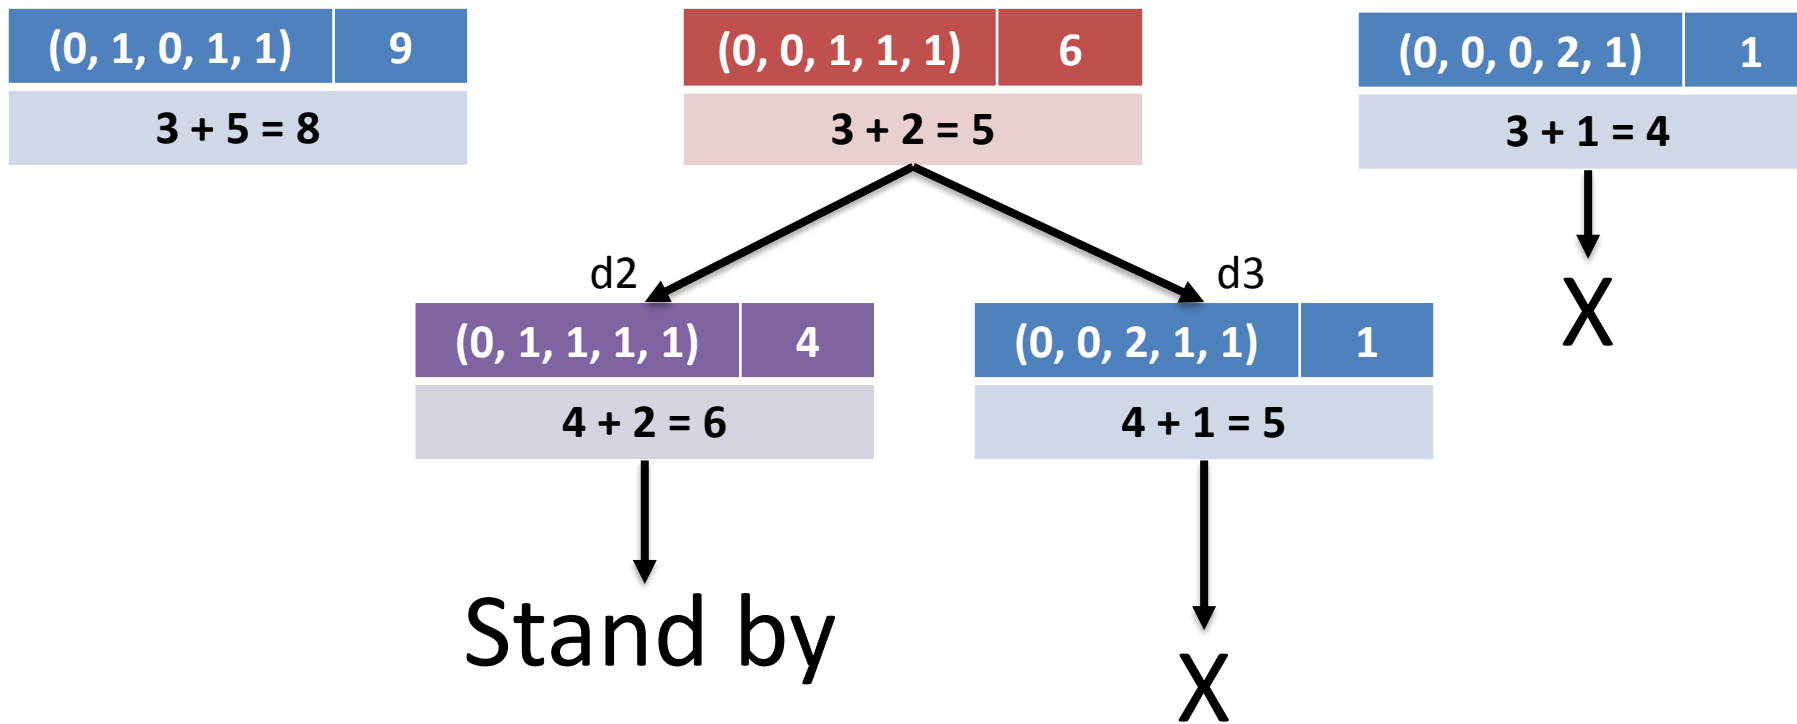 (0, 1, 0, 1, 1) 9
3 + 5 = 8
(0, 0, 1, 1, 1) 6
3 + 2 = 5
(0, 0, 0, 2, 1) 1
3 + 1 = 4
X
d2
d3
(0, 1, 1, 1, 1) 4
4 + 2 = 6
(0, 0, 2, 1, 1) 1
4 + 1 = 5
Stand by
X